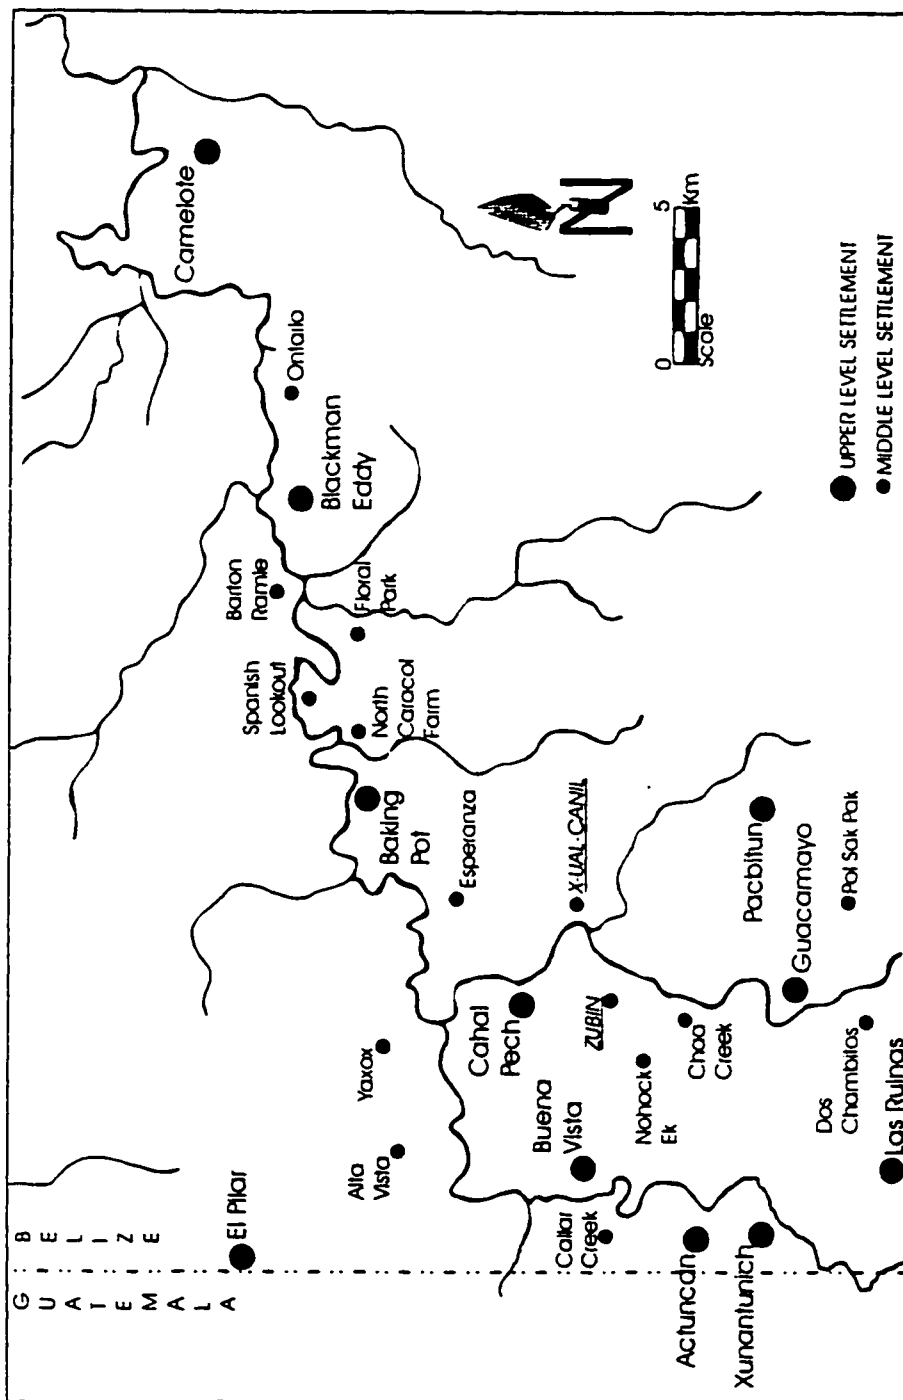 GUATEMALA
BELIZE
El Pilar
Alta
Vista
Yaxox
Callar
Creek
Buena
Vista
Cahal
Pech
Actuncan
Xunantunich
Nohoch
Ek
ZUBIN
Chaa
Creek
Las Ruinas
Dos
Chambitos
Guacamayo
Pacbitun
Pol Sak Pak
X-UAL-CANIL
Esperanza
Baking
Pot
Spanish
Lookout
North
Caracol
Farm
Barton
Ramie
Floral
Park
Blackman
Eddy
Ontario
Camelote
N
0 5
Scale Km
UPPER LEVEL SETTLEMENT
MIDDLE LEVEL SETTLEMENT